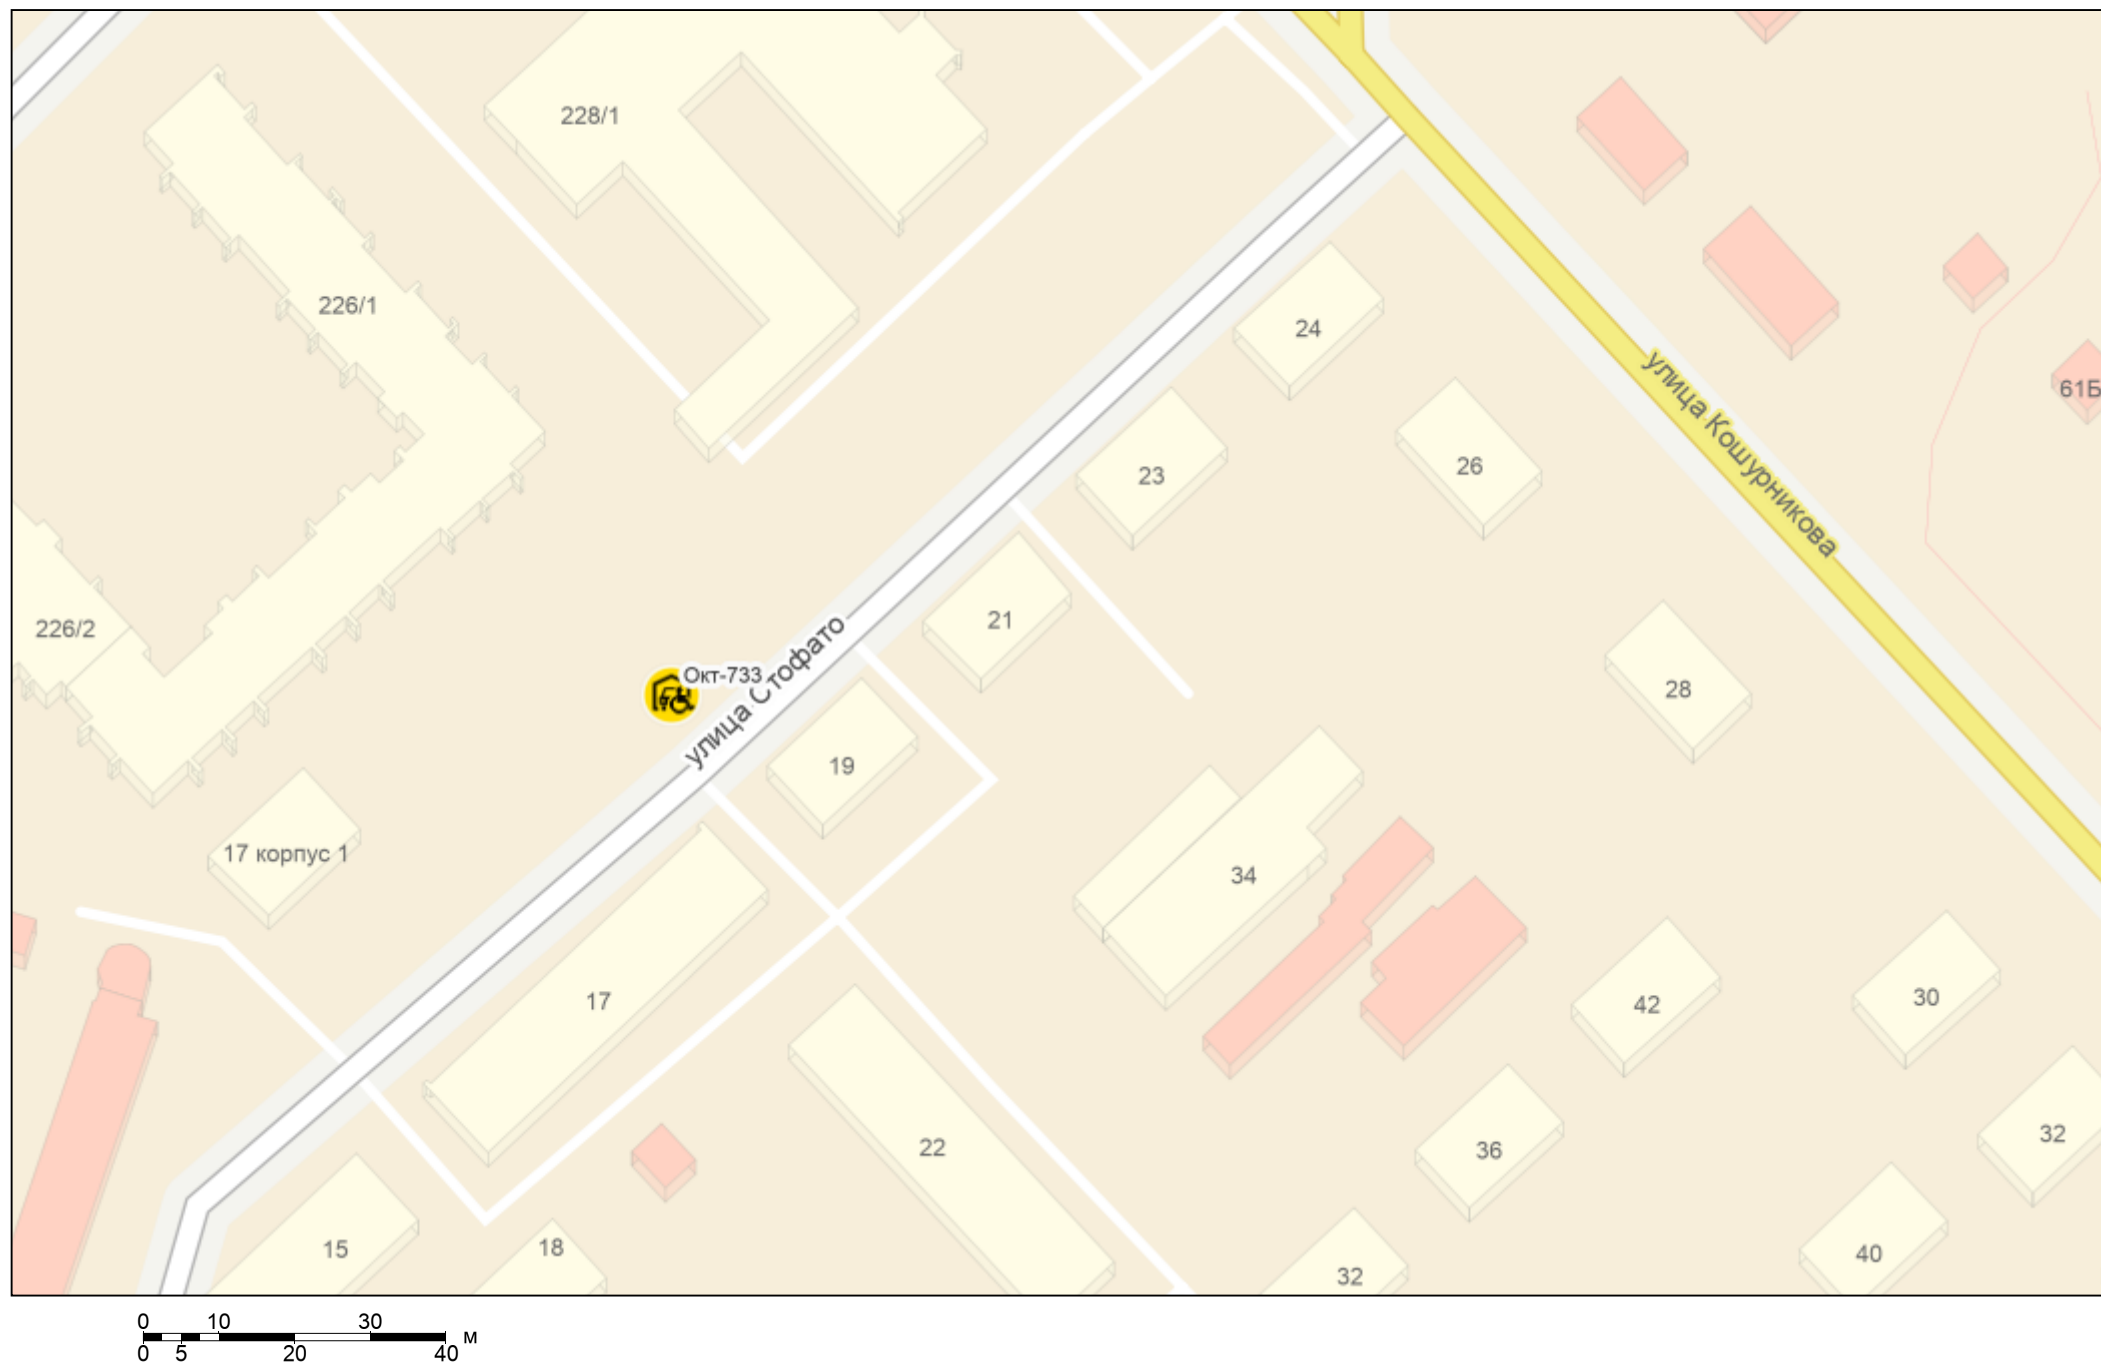 228/1
226/1
24
улица Кошурникова
61Б
23
26
21
226/2
Окт-733
улица Стофато
28
19
17 корпус 1
34
17
42
30
22
36
32
15
18
32
40
0 10 30
м
0 5 20 40